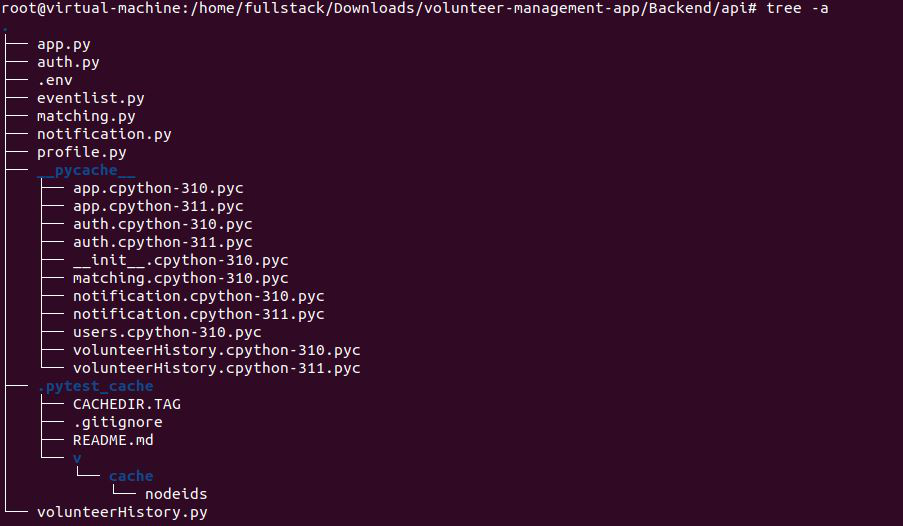 root@virtual-machine:/home/fullstack/Downloads/volunteer-management-app/Backend/api# tree -a
.
├── app.py
├── auth.py
├── .env
├── eventlist.py
├── matching.py
├── notification.py
├── profile.py
├── __pycache__
│   ├── app.cpython-310.pyc
│   ├── app.cpython-311.pyc
│   ├── auth.cpython-310.pyc
│   ├── auth.cpython-311.pyc
│   ├── __init__.cpython-310.pyc
│   ├── matching.cpython-310.pyc
│   ├── notification.cpython-310.pyc
│   ├── notification.cpython-311.pyc
│   ├── users.cpython-310.pyc
│   ├── volunteerHistory.cpython-310.pyc
│   └── volunteerHistory.cpython-311.pyc
├── .pytest_cache
│   ├── CACHEDIR.TAG
│   ├── .gitignore
│   ├── README.md
│   └── v
│       └── cache
│           └── nodeids
└── volunteerHistory.py